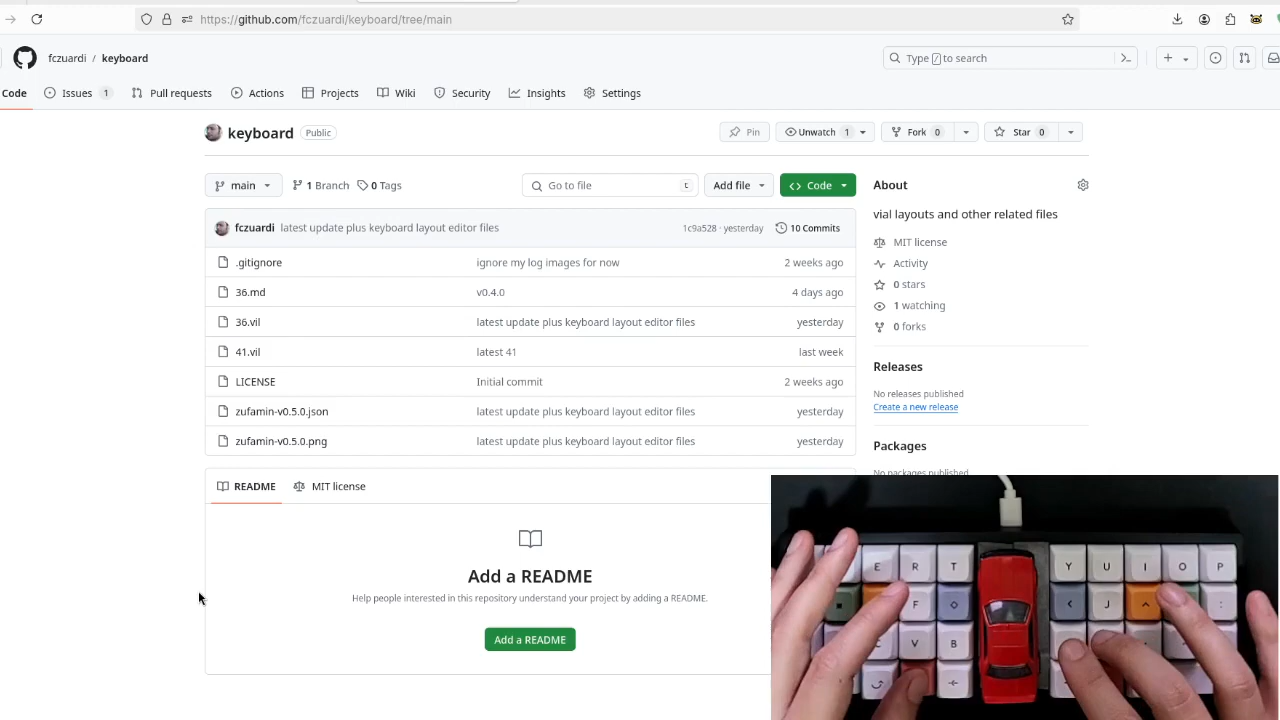 https://github.com/fczuardi/keyboard/tree/main
fczuardi / keyboard
Type / to search
Code Issues 1 Pull requests Actions Projects Wiki Security Insights Settings
keyboard Public Pin Unwatch 1 Fork 0 Star 0
main 1 Branch 0 Tags Go to file t Add file Code
fczuardi latest update plus keyboard layout editor files 1c9a528 · yesterday 10 Commits
.gitignore ignore my log images for now 2 weeks ago
36.md v0.4.0 4 days ago
36.vil latest update plus keyboard layout editor files yesterday
41.vil latest 41 last week
LICENSE Initial commit 2 weeks ago
zufamin-v0.5.0.json latest update plus keyboard layout editor files yesterday
zufamin-v0.5.0.png latest update plus keyboard layout editor files yesterday
README MIT license
Add a README
Help people interested in this repository understand your project by adding a README.
Add a README
About
vial layouts and other related files
MIT license
Activity
0 stars
1 watching
0 forks
Releases
No releases published
Create a new release
Packages
No packages published
E R T Y U I O P
F J :
C V B